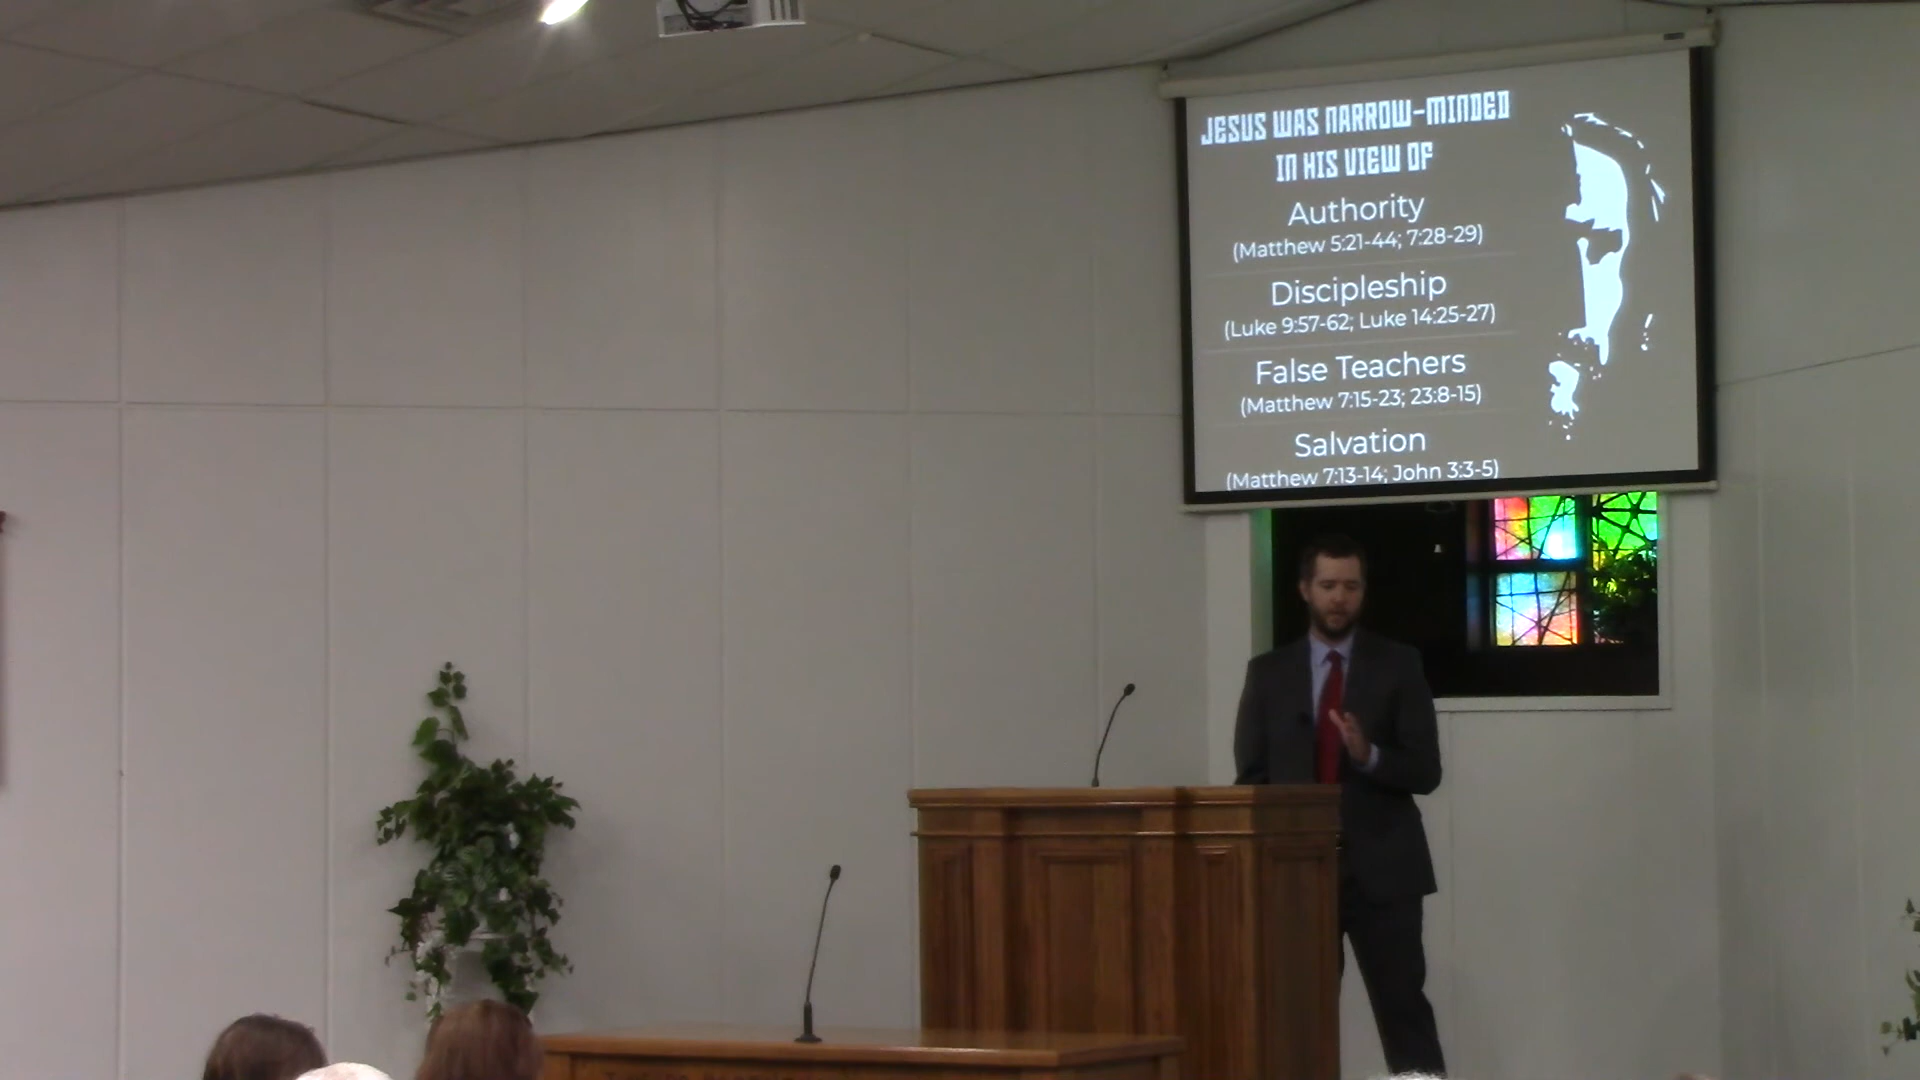 JESUS WAS NARROW-MINDED
IN HIS VIEW OF
Authority
(Matthew 5:21-44; 7:28-29)
Discipleship
(Luke 9:57-62; Luke 14:25-27)
False Teachers
(Matthew 7:15-23; 23:8-15)
Salvation
(Matthew 7:13-14; John 3:3-5)